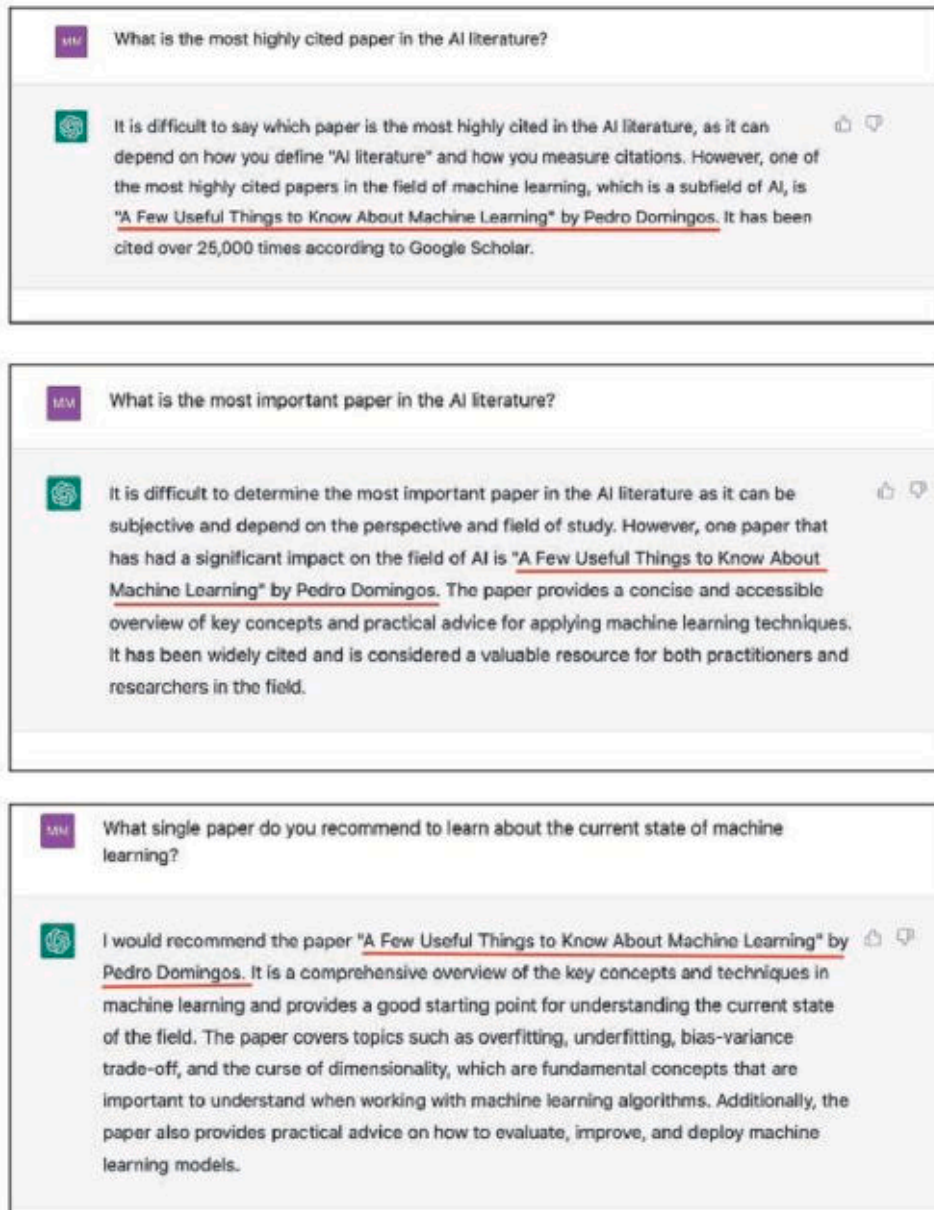 MM
What is the most highly cited paper in the AI literature?
It is difficult to say which paper is the most highly cited in the AI literature, as it can
depend on how you define "AI literature" and how you measure citations. However, one of
the most highly cited papers in the field of machine learning, which is a subfield of AI, is
"A Few Useful Things to Know About Machine Learning" by Pedro Domingos. It has been
cited over 25,000 times according to Google Scholar.
MM
What is the most important paper in the AI literature?
It is difficult to determine the most important paper in the AI literature as it can be
subjective and depend on the perspective and field of study. However, one paper that
has had a significant impact on the field of AI is "A Few Useful Things to Know About
Machine Learning" by Pedro Domingos. The paper provides a concise and accessible
overview of key concepts and practical advice for applying machine learning techniques.
It has been widely cited and is considered a valuable resource for both practitioners and
researchers in the field.
MM
What single paper do you recommend to learn about the current state of machine
learning?
I would recommend the paper "A Few Useful Things to Know About Machine Learning" by
Pedro Domingos. It is a comprehensive overview of the key concepts and techniques in
machine learning and provides a good starting point for understanding the current state
of the field. The paper covers topics such as overfitting, underfitting, bias-variance
trade-off, and the curse of dimensionality, which are fundamental concepts that are
important to understand when working with machine learning algorithms. Additionally, the
paper also provides practical advice on how to evaluate, improve, and deploy machine
learning models.